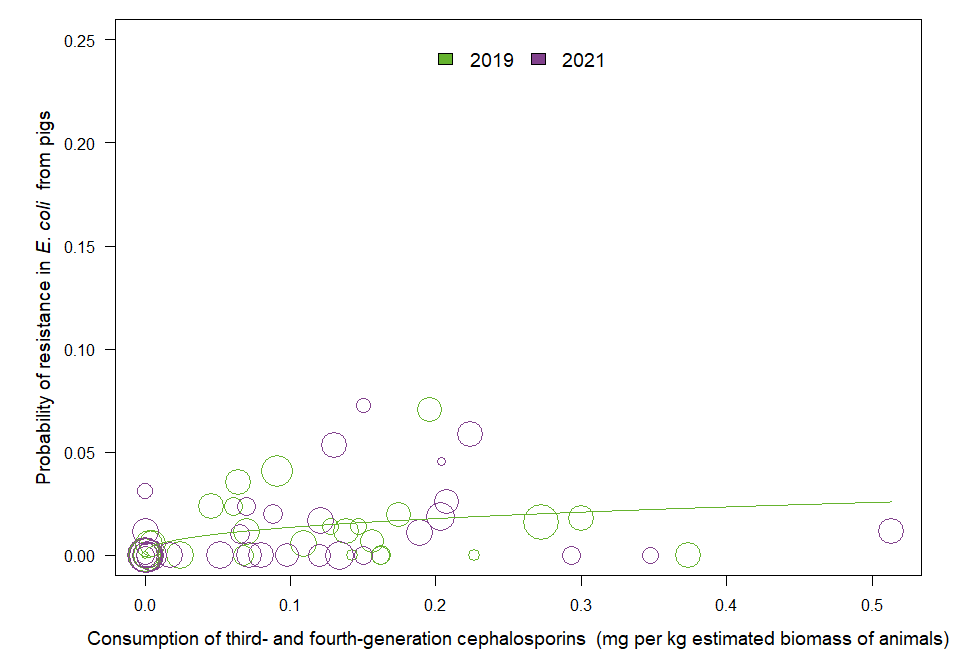 2019 2021
0.25
0.20
0.15
0.10
0.05
0.00
Probability of resistance in E. coli from pigs
0.0 0.1 0.2 0.3 0.4 0.5
Consumption of third- and fourth-generation cephalosporins (mg per kg estimated biomass of animals)